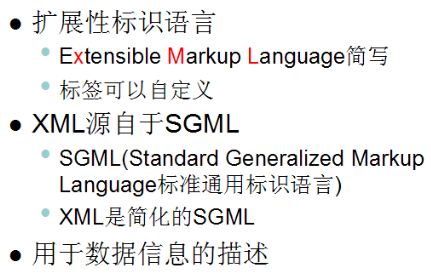 扩展性标识语言
Extensible Markup Language简写
标签可以自定义
XML源自于SGML
SGML(Standard Generalized Markup
Language标准通用标识语言)
XML是简化的SGML
用于数据信息的描述